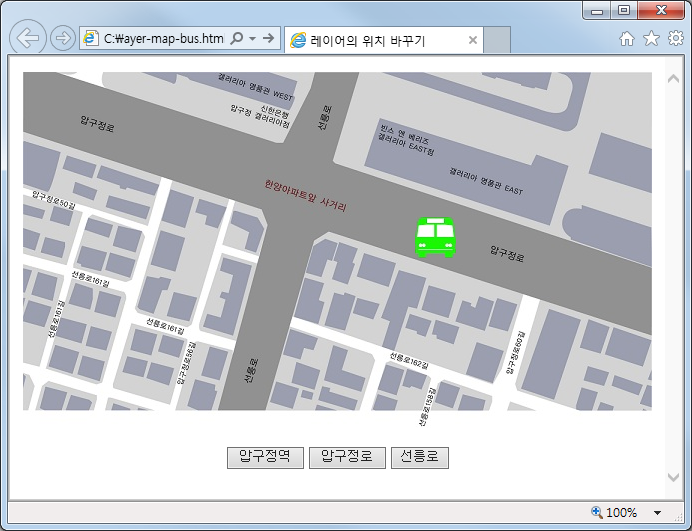 C:\ayer-map-bus.htm
레이어의 위치 바꾸기
갤러리아 명품관 WEST
신한은행
압구정 갤러리아점
선릉로
압구정로
빈스 앤 베리즈
갤러리아 EAST점
갤러리아 명품관 EAST
한양아파트앞 사거리
압구정로50길
압구정로
선릉로161길
선릉로161길
선릉로161길
압구정로56길
선릉로
선릉로162길
압구정로60길
선릉로158길
압구정역
압구정로
선릉로
100%